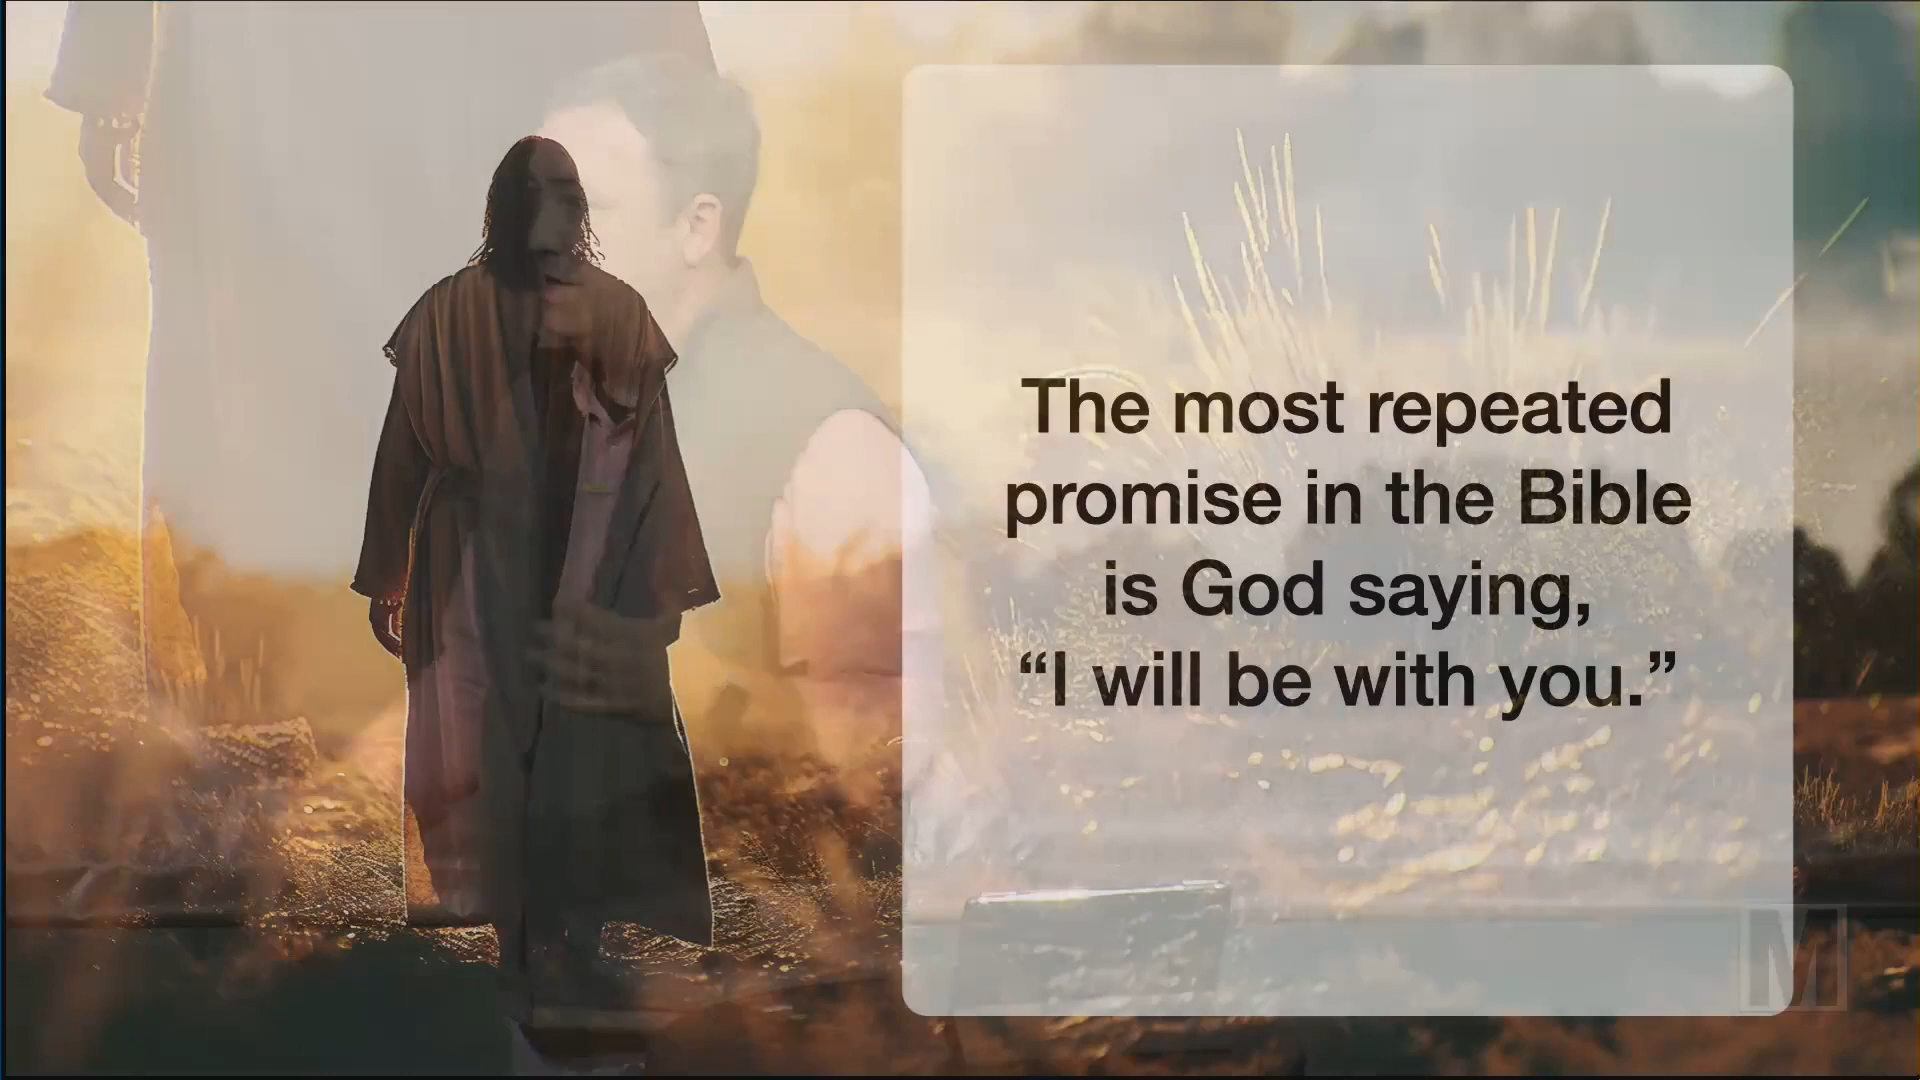 The most repeated
promise in the Bible
is God saying,
“I will be with you.”
M